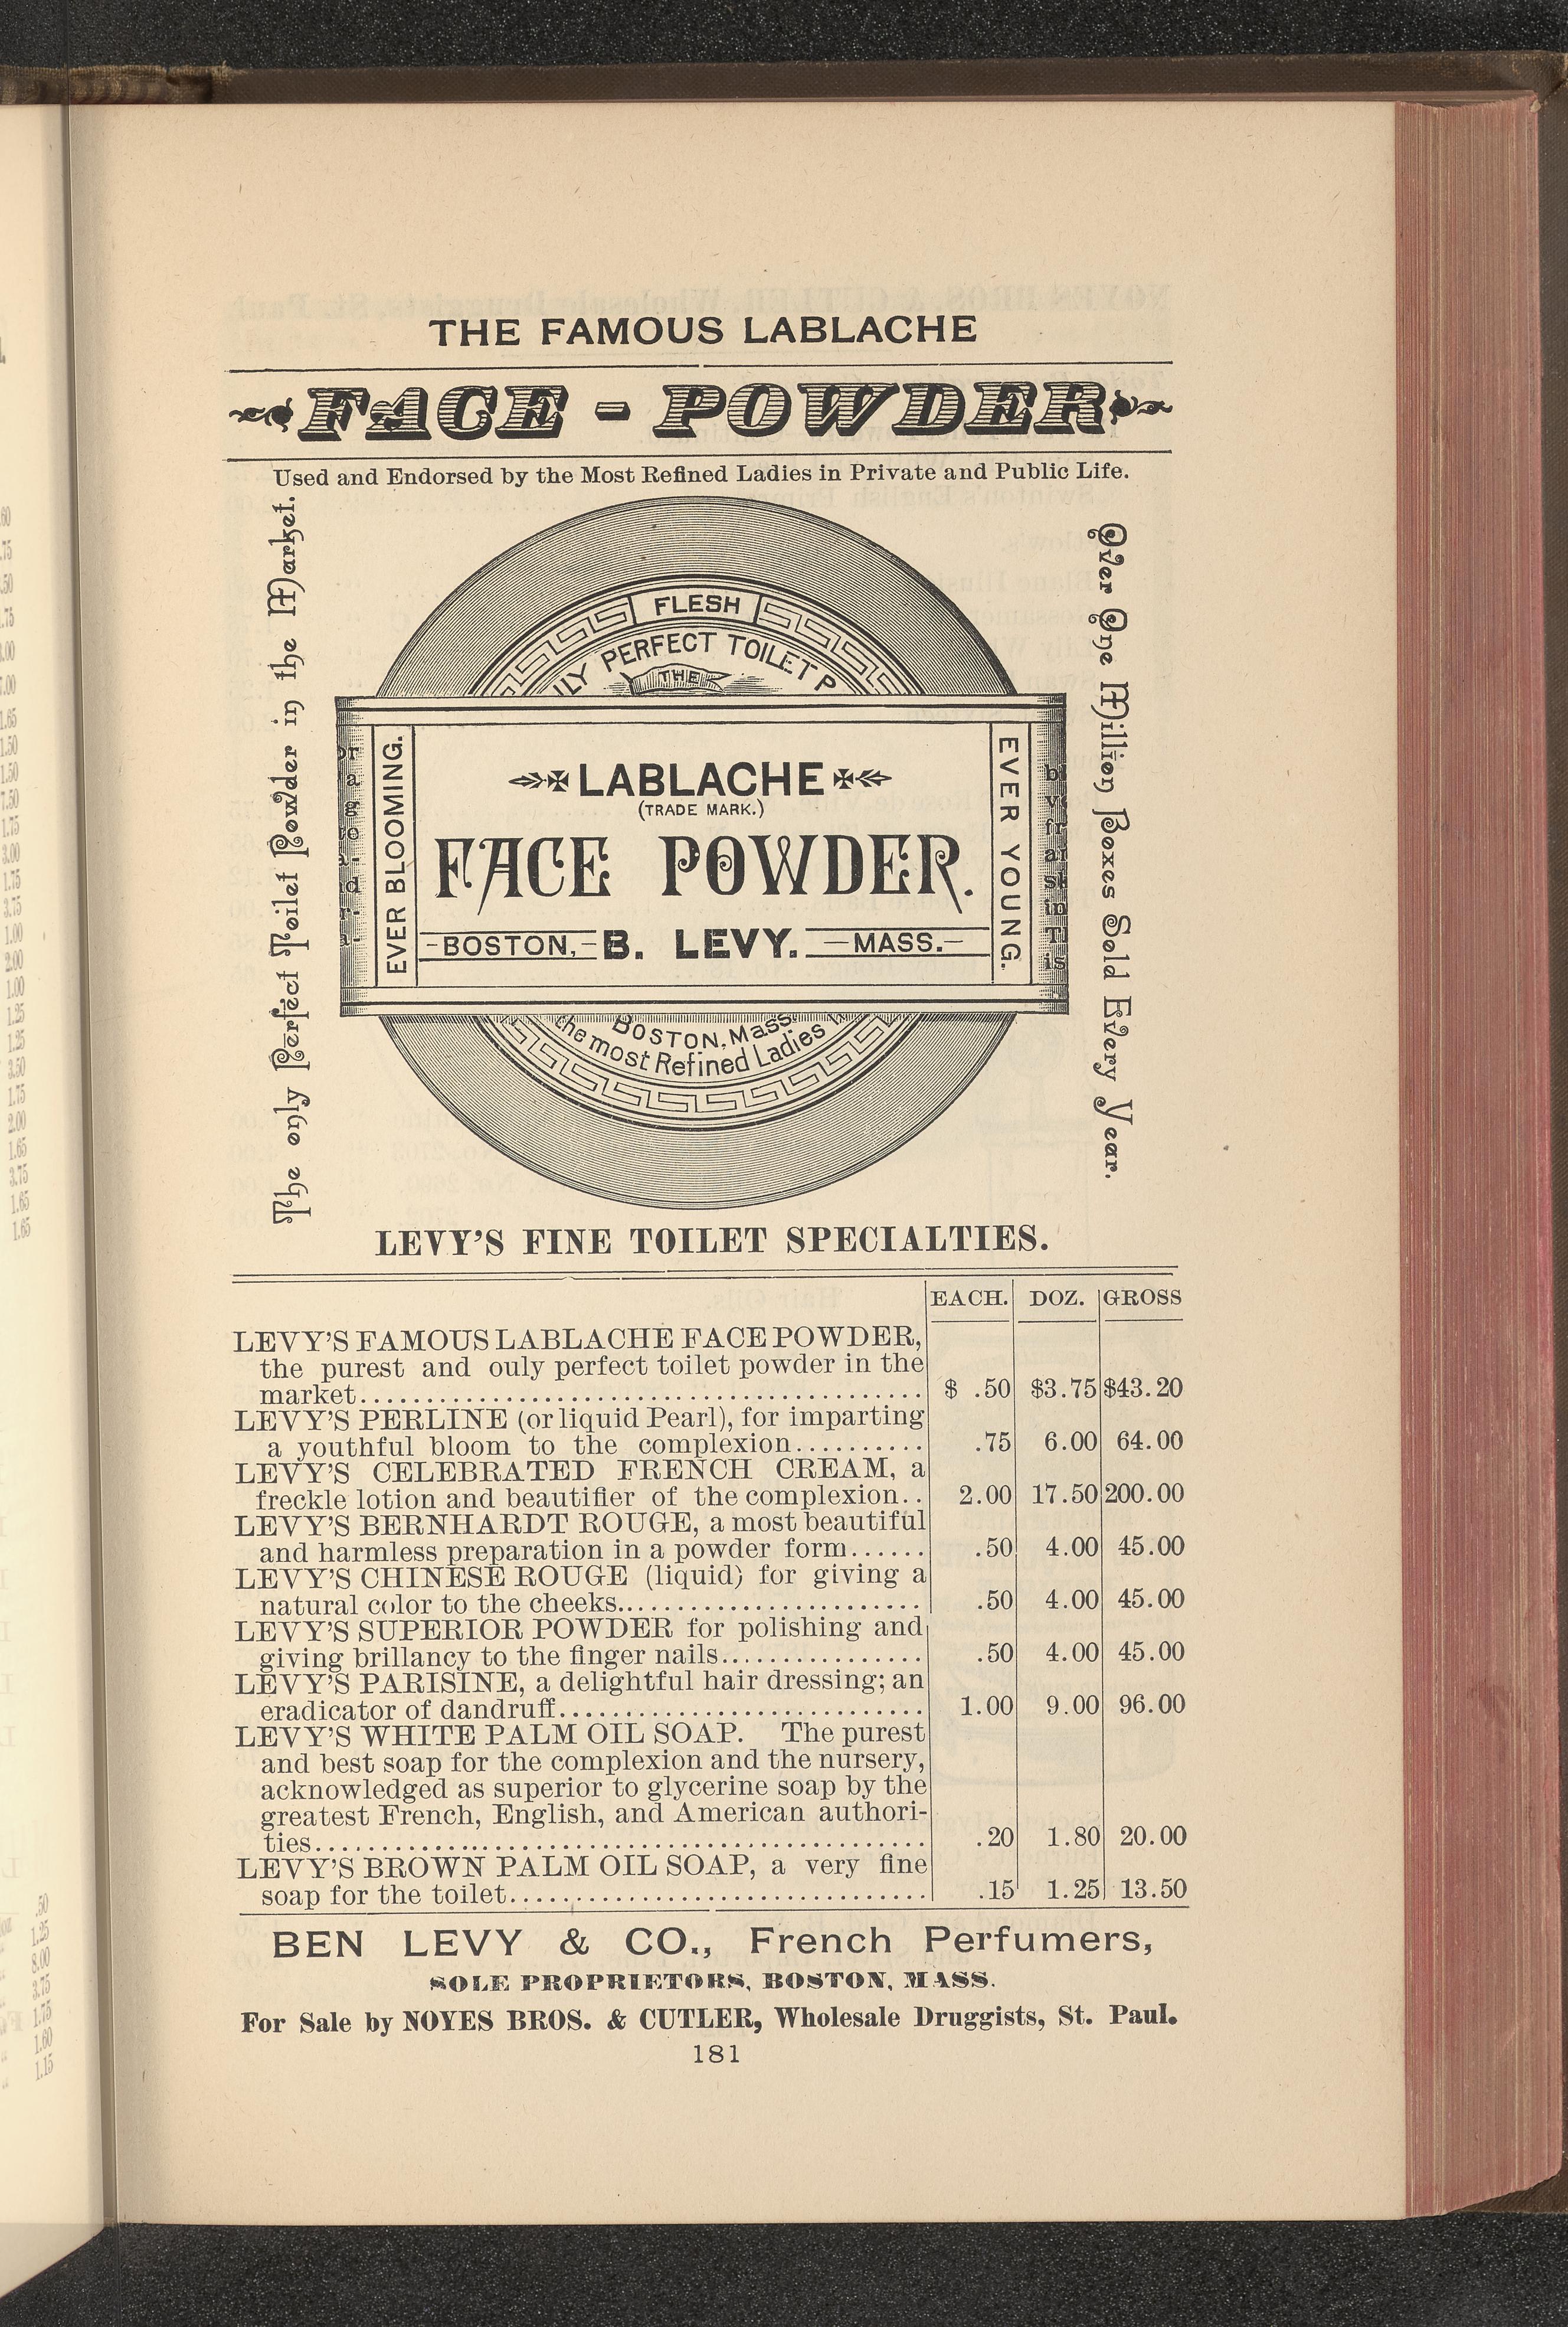 THE FAMOUS LABLACHE
FACE - POWDER
Used and Endorsed by the Most Refined Ladies in Private and Public Life.
The only Perfect Toilet Powder in the Market.
FLESH
PERFECT TOILET P
THE
EVER BLOOMING.
LABLACHE
(TRADE MARK.)
FACE POWDER.
-BOSTON,- B. LEVY. —MASS.—
EVER YOUNG.
BOSTON, Mass.
the most Refined Ladies
Over One Million Boxes Sold Every Year.
LEVY'S FINE TOILET SPECIALTIES.
EACH. DOZ. GROSS
LEVY'S FAMOUS LABLACHE FACE POWDER,
the purest and ouly perfect toilet powder in the
market.......... $ .50 $3.75 $43.20
LEVY'S PERLINE (or liquid Pearl), for imparting
a youthful bloom to the complexion.......... .75 6.00 64.00
LEVY'S CELEBRATED FRENCH CREAM, a
freckle lotion and beautifier of the complexion.. 2.00 17.50 200.00
LEVY'S BERNHARDT ROUGE, a most beautiful
and harmless preparation in a powder form...... .50 4.00 45.00
LEVY'S CHINESE ROUGE (liquid) for giving a
natural color to the cheeks.......... .50 4.00 45.00
LEVY'S SUPERIOR POWDER for polishing and
giving brillancy to the finger nails.......... .50 4.00 45.00
LEVY'S PARISINE, a delightful hair dressing; an
eradicator of dandruff.......... 1.00 9.00 96.00
LEVY'S WHITE PALM OIL SOAP. The purest
and best soap for the complexion and the nursery,
acknowledged as superior to glycerine soap by the
greatest French, English, and American authori-
ties.......... .20 1.80 20.00
LEVY'S BROWN PALM OIL SOAP, a very fine
soap for the toilet.......... .15 1.25 13.50
BEN LEVY & CO., French Perfumers,
SOLE PROPRIETORS, BOSTON, MASS.
For Sale by NOYES BROS. & CUTLER, Wholesale Druggists, St. Paul.
181